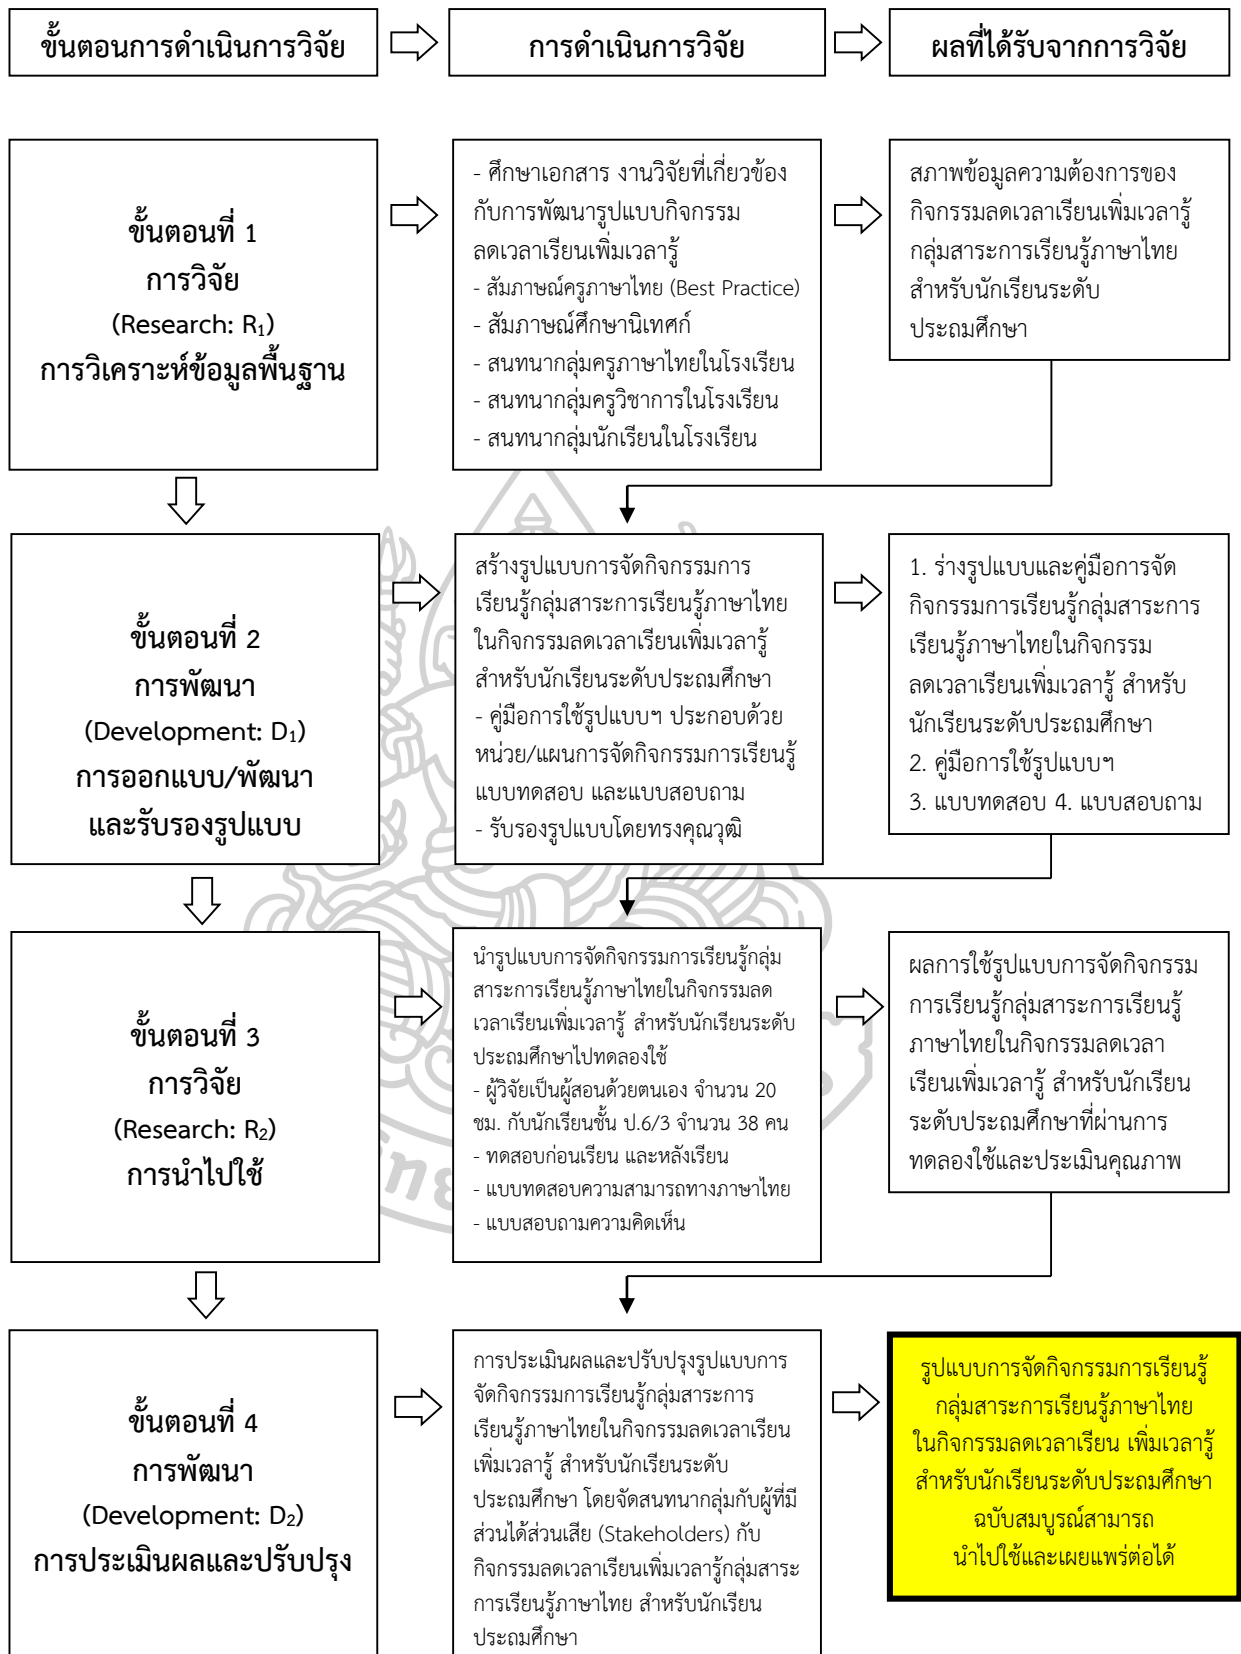 ขั้นตอนการดำเนินการวิจัย
การดำเนินการวิจัย
ผลที่ได้รับจากการวิจัย
ขั้นตอนที่ 1
การวิจัย
(Research: R1)
การวิเคราะห์ข้อมูลพื้นฐาน
- ศึกษาเอกสาร งานวิจัยที่เกี่ยวข้อง
กับการพัฒนารูปแบบกิจกรรม
ลดเวลาเรียนเพิ่มเวลารู้
- สัมภาษณ์ครูภาษาไทย (Best Practice)
- สัมภาษณ์ศึกษานิเทศก์
- สนทนากลุ่มครูภาษาไทยในโรงเรียน
- สนทนากลุ่มครูวิชาการในโรงเรียน
- สนทนากลุ่มนักเรียนในโรงเรียน
สภาพข้อมูลความต้องการของ
กิจกรรมลดเวลาเรียนเพิ่มเวลารู้
กลุ่มสาระการเรียนรู้ภาษาไทย
สำหรับนักเรียนระดับ
ประถมศึกษา
ขั้นตอนที่ 2
การพัฒนา
(Development: D1)
การออกแบบ/พัฒนา
และรับรองรูปแบบ
สร้างรูปแบบการจัดกิจกรรมการ
เรียนรู้กลุ่มสาระการเรียนรู้ภาษาไทย
ในกิจกรรมลดเวลาเรียนเพิ่มเวลารู้
สำหรับนักเรียนระดับประถมศึกษา
- คู่มือการใช้รูปแบบฯ ประกอบด้วย
หน่วย/แผนการจัดกิจกรรมการเรียนรู้
แบบทดสอบ และแบบสอบถาม
- รับรองรูปแบบโดยทรงคุณวุฒิ
1. ร่างรูปแบบและคู่มือการจัด
กิจกรรมการเรียนรู้กลุ่มสาระการ
เรียนรู้ภาษาไทยในกิจกรรม
ลดเวลาเรียนเพิ่มเวลารู้ สำหรับ
นักเรียนระดับประถมศึกษา
2. คู่มือการใช้รูปแบบฯ
3. แบบทดสอบ 4. แบบสอบถาม
ขั้นตอนที่ 3
การวิจัย
(Research: R2)
การนำไปใช้
นำรูปแบบการจัดกิจกรรมการเรียนรู้กลุ่ม
สาระการเรียนรู้ภาษาไทยในกิจกรรมลด
เวลาเรียนเพิ่มเวลารู้ สำหรับนักเรียนระดับ
ประถมศึกษาไปทดลองใช้
- ผู้วิจัยเป็นผู้สอนด้วยตนเอง จำนวน 20
ชม. กับนักเรียนชั้น ป.6/3 จำนวน 38 คน
- ทดสอบก่อนเรียน และหลังเรียน
- แบบทดสอบความสามารถทางภาษาไทย
- แบบสอบถามความคิดเห็น
ผลการใช้รูปแบบการจัดกิจกรรม
การเรียนรู้กลุ่มสาระการเรียนรู้
ภาษาไทยในกิจกรรมลดเวลา
เรียนเพิ่มเวลารู้ สำหรับนักเรียน
ระดับประถมศึกษาที่ผ่านการ
ทดลองใช้และประเมินคุณภาพ
ขั้นตอนที่ 4
การพัฒนา
(Development: D2)
การประเมินผลและปรับปรุง
การประเมินผลและปรับปรุงรูปแบบการ
จัดกิจกรรมการเรียนรู้กลุ่มสาระการ
เรียนรู้ภาษาไทยในกิจกรรมลดเวลาเรียน
เพิ่มเวลารู้ สำหรับนักเรียนระดับ
ประถมศึกษา โดยจัดสนทนากลุ่มกับผู้ที่มี
ส่วนได้ส่วนเสีย (Stakeholders) กับ
กิจกรรมลดเวลาเรียนเพิ่มเวลารู้กลุ่มสาระ
การเรียนรู้ภาษาไทย สำหรับนักเรียน
ประถมศึกษา
รูปแบบการจัดกิจกรรมการเรียนรู้
กลุ่มสาระการเรียนรู้ภาษาไทย
ในกิจกรรมลดเวลาเรียน เพิ่มเวลารู้
สำหรับนักเรียนระดับประถมศึกษา
ฉบับสมบูรณ์สามารถ
นำไปใช้และเผยแพร่ต่อได้